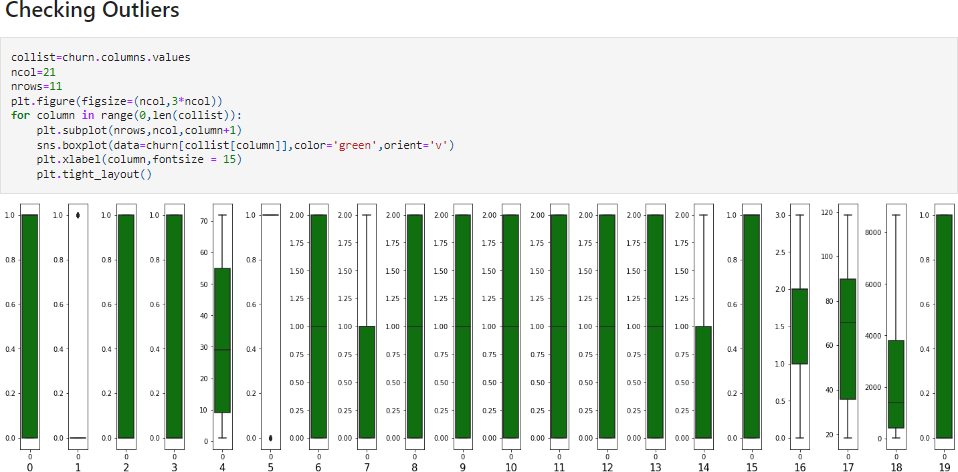 Checking Outliers
collist=churn.columns.values
ncol=21
nrows=11
plt.figure(figsize=(ncol,3*ncol))
for column in range(0,len(collist)):
    plt.subplot(nrows,ncol,column+1)
    sns.boxplot(data=churn[collist[column]],color='green',orient='v')
    plt.xlabel(column,fontsize = 15)
    plt.tight_layout()
1.0 1.0 1.0 1.0 70 1.0 2.00 2.00 2.00 2.00 2.00 2.00 2.00 2.00 2.00 1.0 3.0 120 8000 1.0
0.8 0.8 0.8 0.8 60 0.8 1.75 1.75 1.75 1.75 1.75 1.75 1.75 1.75 1.75 0.8 2.5 100 6000 0.8
0.6 0.6 0.6 0.6 50 0.6 1.50 1.50 1.50 1.50 1.50 1.50 1.50 1.50 1.50 0.6 2.0 80 4000 0.6
0.4 0.4 0.4 0.4 40 0.4 1.25 1.25 1.25 1.25 1.25 1.25 1.25 1.25 1.25 0.4 1.5 60 2000 0.4
0.2 0.2 0.2 0.2 30 0.2 1.00 1.00 1.00 1.00 1.00 1.00 1.00 1.00 1.00 0.2 1.0 40 0 0.2
0.0 0.0 0.0 0.0 20 0.0 0.75 0.75 0.75 0.75 0.75 0.75 0.75 0.75 0.75 0.0 0.5 20 0.0
10 0.50 0.50 0.50 0.50 0.50 0.50 0.50 0.50 0.50 0.0
0 0.25 0.25 0.25 0.25 0.25 0.25 0.25 0.25 0.25
0.00 0.00 0.00 0.00 0.00 0.00 0.00 0.00 0.00
0 0 0 0 0 0 0 0 0 0 0 0 0 0 0 0 0 0 0 0
0 1 2 3 4 5 6 7 8 9 10 11 12 13 14 15 16 17 18 19